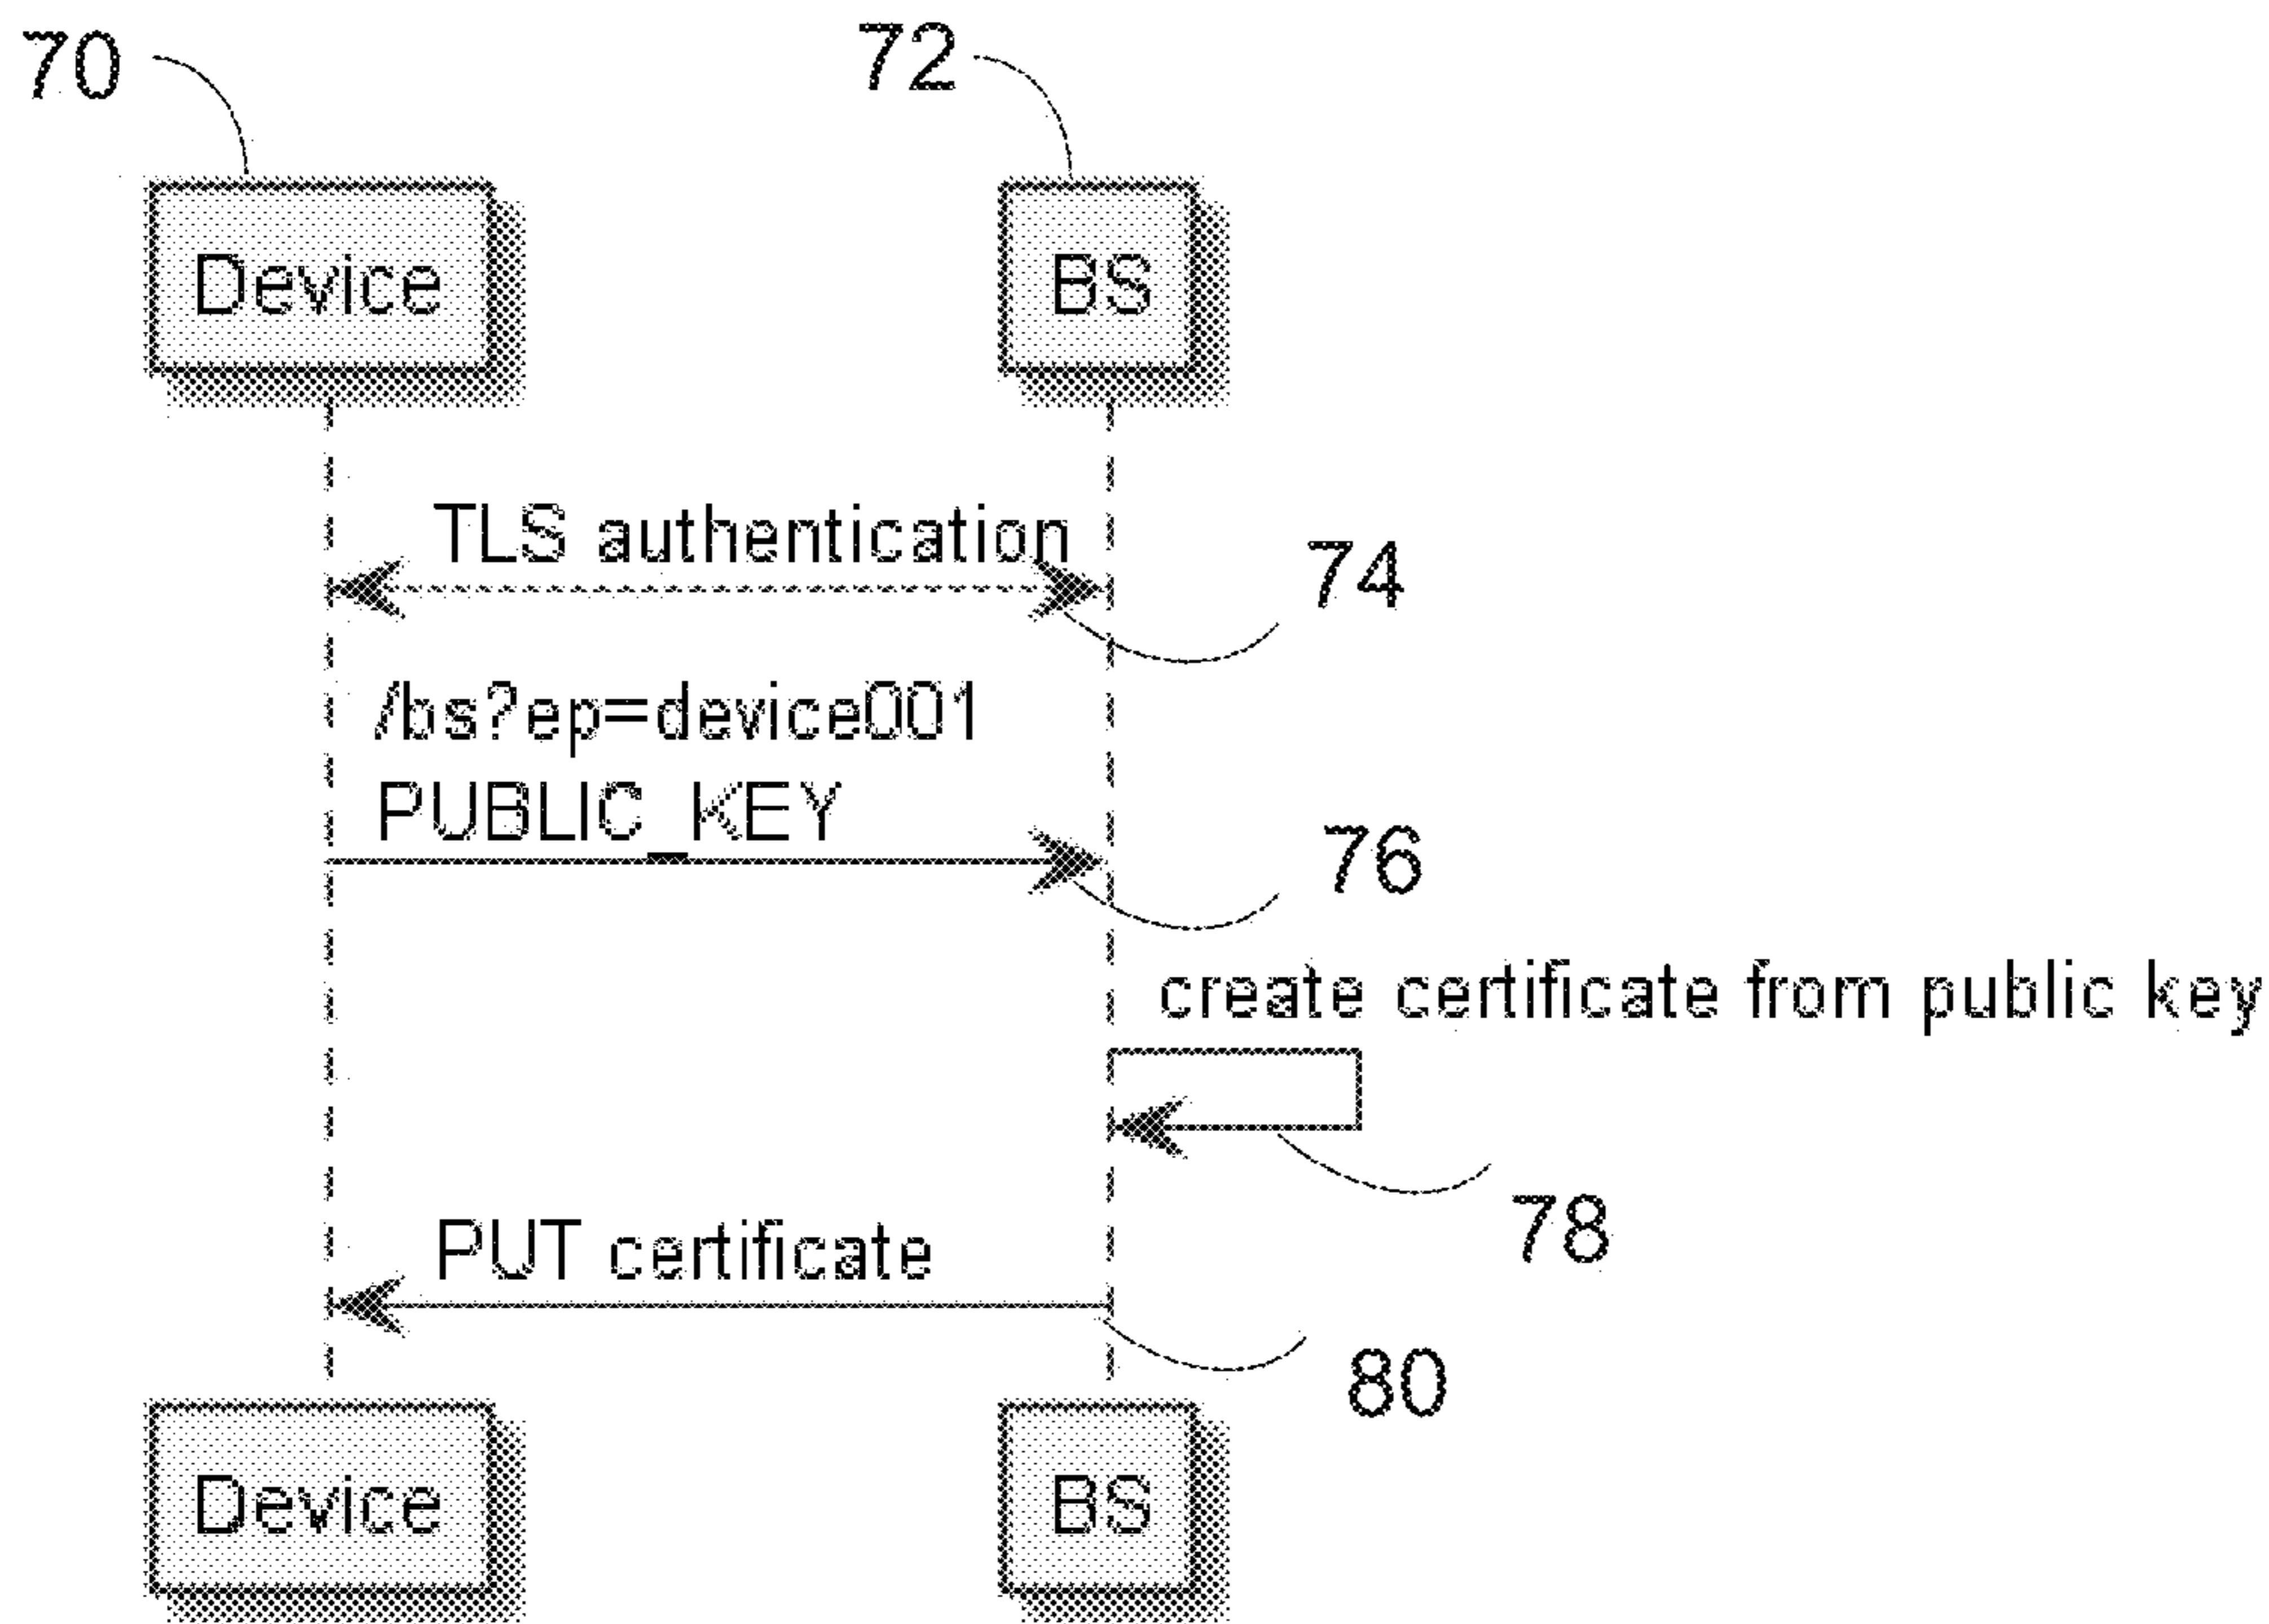 70
72
Device
BS
TLS authentication
74
/bs?ep=device001
PUBLIC_KEY
76
create certificate from public key
78
PUT certificate
80
Device
BS